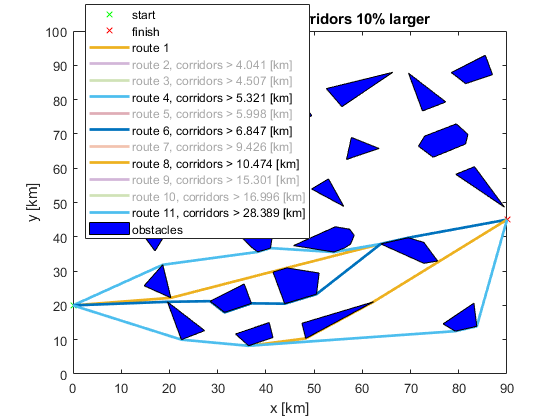 rridors 10% larger
start
finish
route 1
route 2, corridors > 4.041 [km]
route 3, corridors > 4.507 [km]
route 4, corridors > 5.321 [km]
route 5, corridors > 5.998 [km]
route 6, corridors > 6.847 [km]
route 7, corridors > 9.426 [km]
route 8, corridors > 10.474 [km]
route 9, corridors > 15.301 [km]
route 10, corridors > 16.996 [km]
route 11, corridors > 28.389 [km]
obstacles
y [km]
100
90
80
70
60
50
40
30
20
10
0
0 10 20 30 40 50 60 70 80 90
x [km]